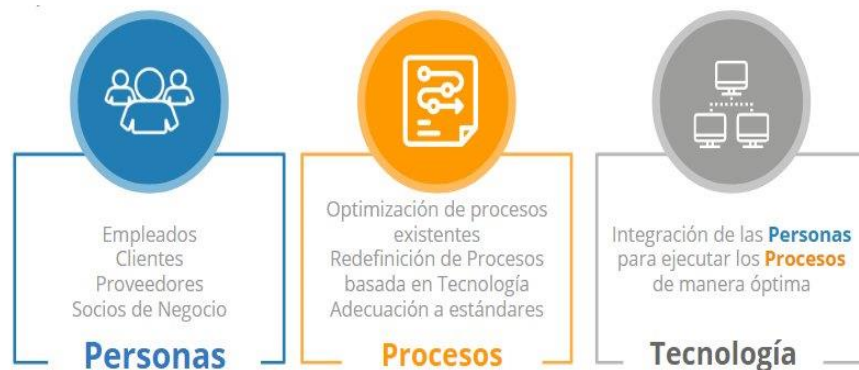 Empleados
Clientes
Proveedores
Socios de Negocio
Personas
Optimización de procesos
existentes
Redefinición de Procesos
basada en Tecnología
Adecuación a estándares
Procesos
Integración de las Personas
para ejecutar los Procesos
de manera óptima
Tecnología